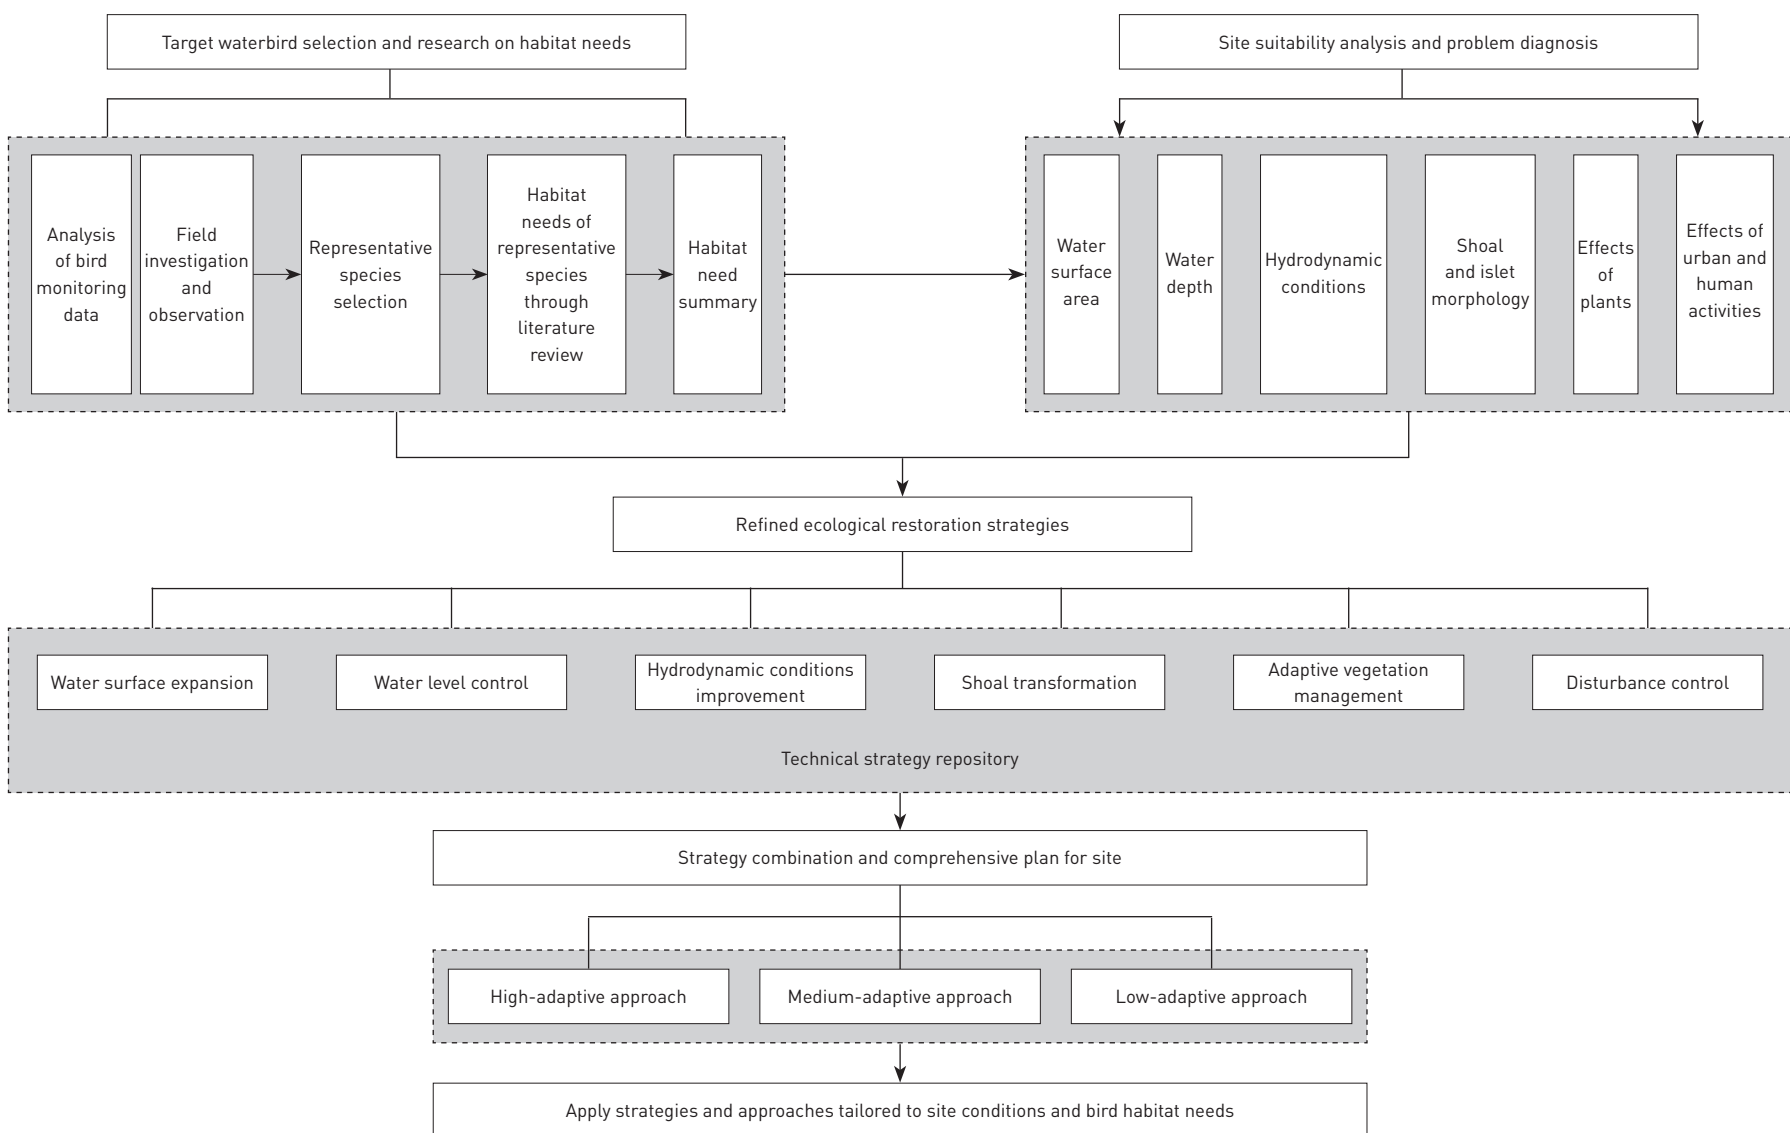 Target waterbird selection and research on habitat needs
Site suitability analysis and problem diagnosis
Analysis
of bird
monitoring
data
Field
investigation
and
observation
Representative
species
selection
Habitat
needs of
representative
species
through
literature
review
Habitat
need
summary
Water
surface
area
Water
depth
Hydrodynamic
conditions
Shoal
and islet
morphology
Effects
of
plants
Effects of
urban and
human
activities
Refined ecological restoration strategies
Water surface expansion
Water level control
Hydrodynamic conditions
improvement
Shoal transformation
Adaptive vegetation
management
Disturbance control
Technical strategy repository
Strategy combination and comprehensive plan for site
High-adaptive approach
Medium-adaptive approach
Low-adaptive approach
Apply strategies and approaches tailored to site conditions and bird habitat needs